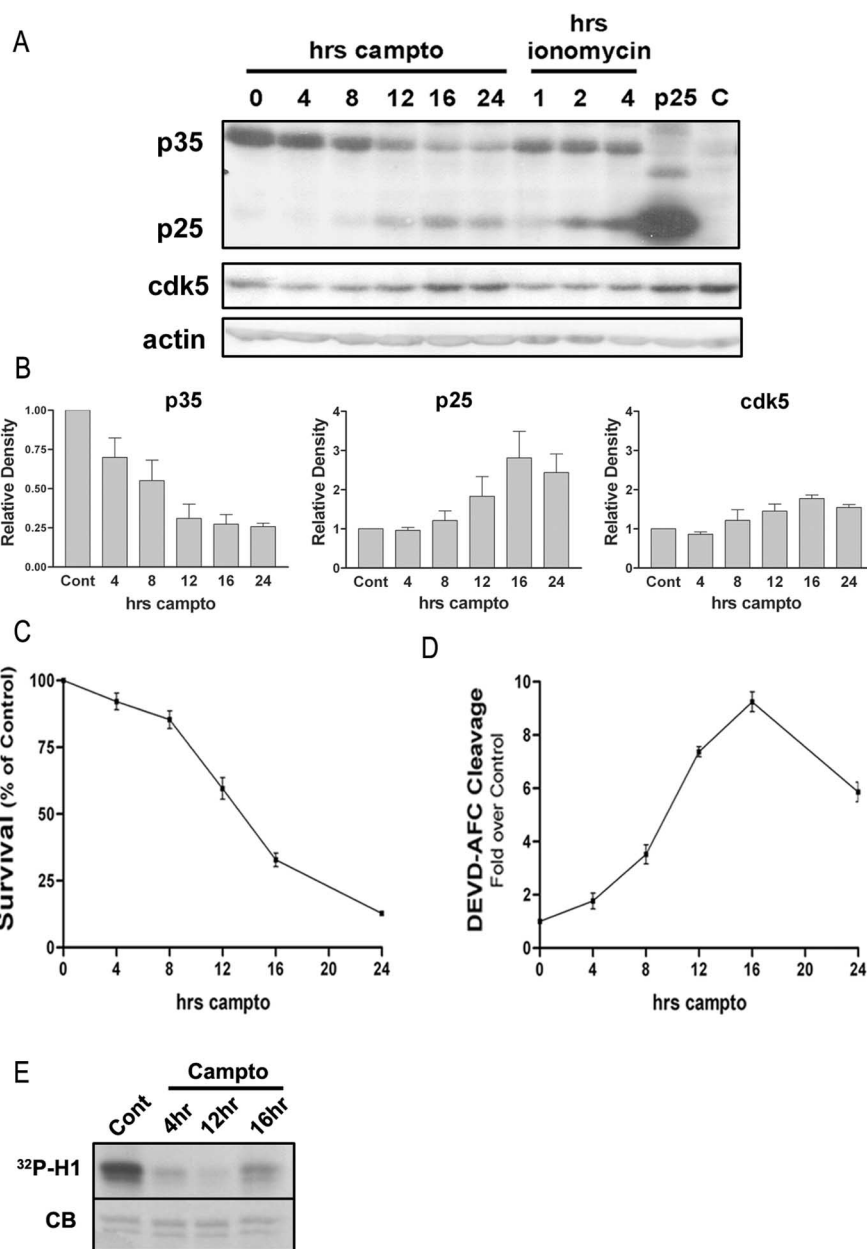 A
hrs campto
hrs
ionomycin
0 4 8 12 16 24 1 2 4 p25 C
p35
p25
cdk5
actin
B
p35
Relative Density
1.00
0.75
0.50
0.25
0.00
Cont 4 8 12 16 24
hrs campto
p25
Relative Density
4
3
2
1
0
Cont 4 8 12 16 24
hrs campto
cdk5
Relative Density
4
3
2
1
0
Cont 4 8 12 16 24
hrs campto
C
Survival (% of Control)
100
75
50
25
0
0 4 8 12 16 20 24
hrs campto
D
DEVD-AFC Cleavage
Fold over Control
10
8
6
4
2
0
0 4 8 12 16 20 24
hrs campto
E
Campto
Cont 4hr 12hr 16hr
³²P-H1
CB